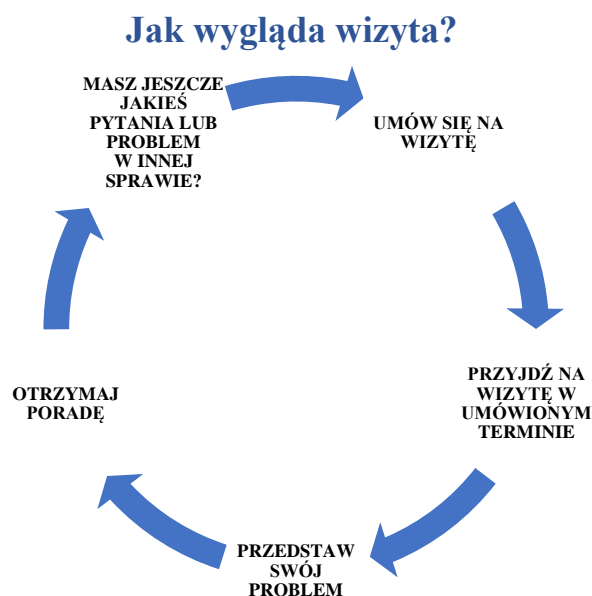 Jak wygląda wizyta?
MASZ JESZCZE
JAKIEŚ
PYTANIA LUB
PROBLEM
W INNEJ
SPRAWIE?
UMÓW SIĘ NA
WIZYTĘ
PRZYJDŹ NA
WIZYTĘ W
UMÓWIONYM
TERMINIE
PRZEDSTAW
SWÓJ
PROBLEM
OTRZYMAJ
PORADĘ